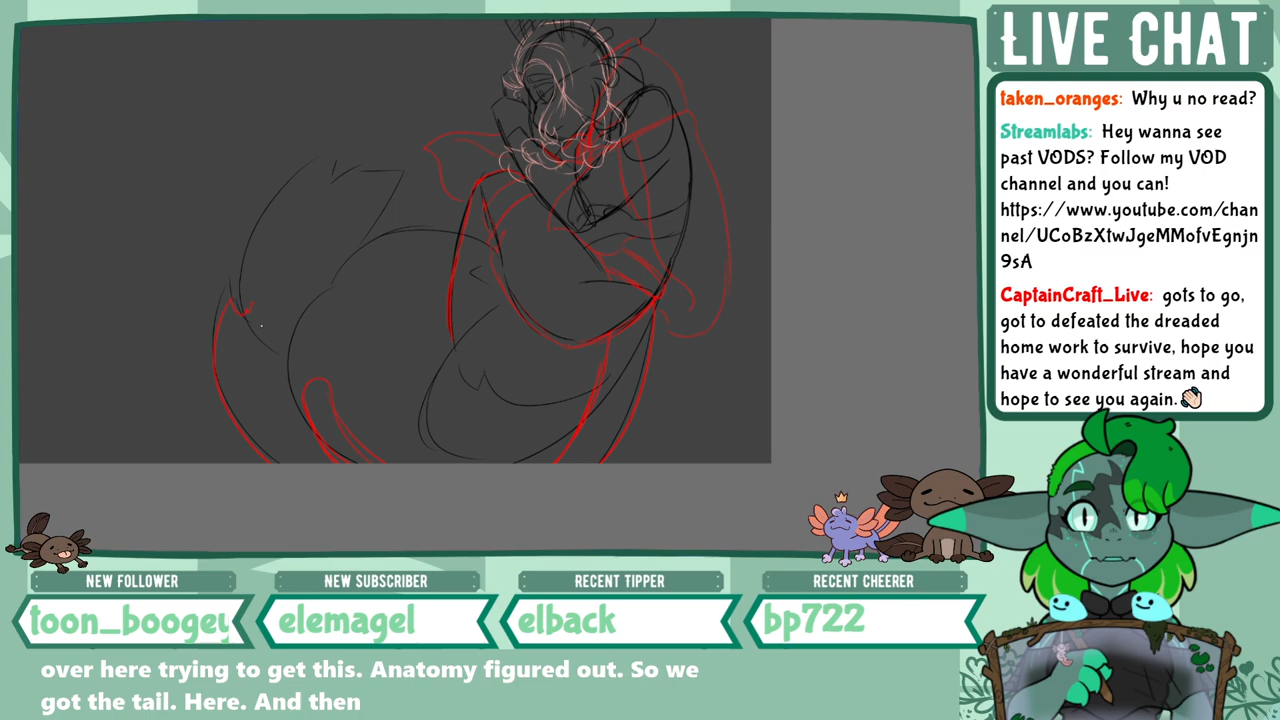 LIVE CHAT
taken_oranges: Why u no read?
Streamlabs: Hey wanna see
past VODS? Follow my VOD
channel and you can!
https://www.youtube.com/chan
nel/UCoBzXtwJgeMMofvEgnjn
9sA
CaptainCraft_Live: gots to go,
got to defeated the dreaded
home work to survive, hope you
have a wonderful stream and
hope to see you again.
NEW FOLLOWER
toon_boogey
NEW SUBSCRIBER
elemagel
RECENT TIPPER
elback
RECENT CHEERER
bp722
over here trying to get this. Anatomy figured out. So we
got the tail. Here. And then